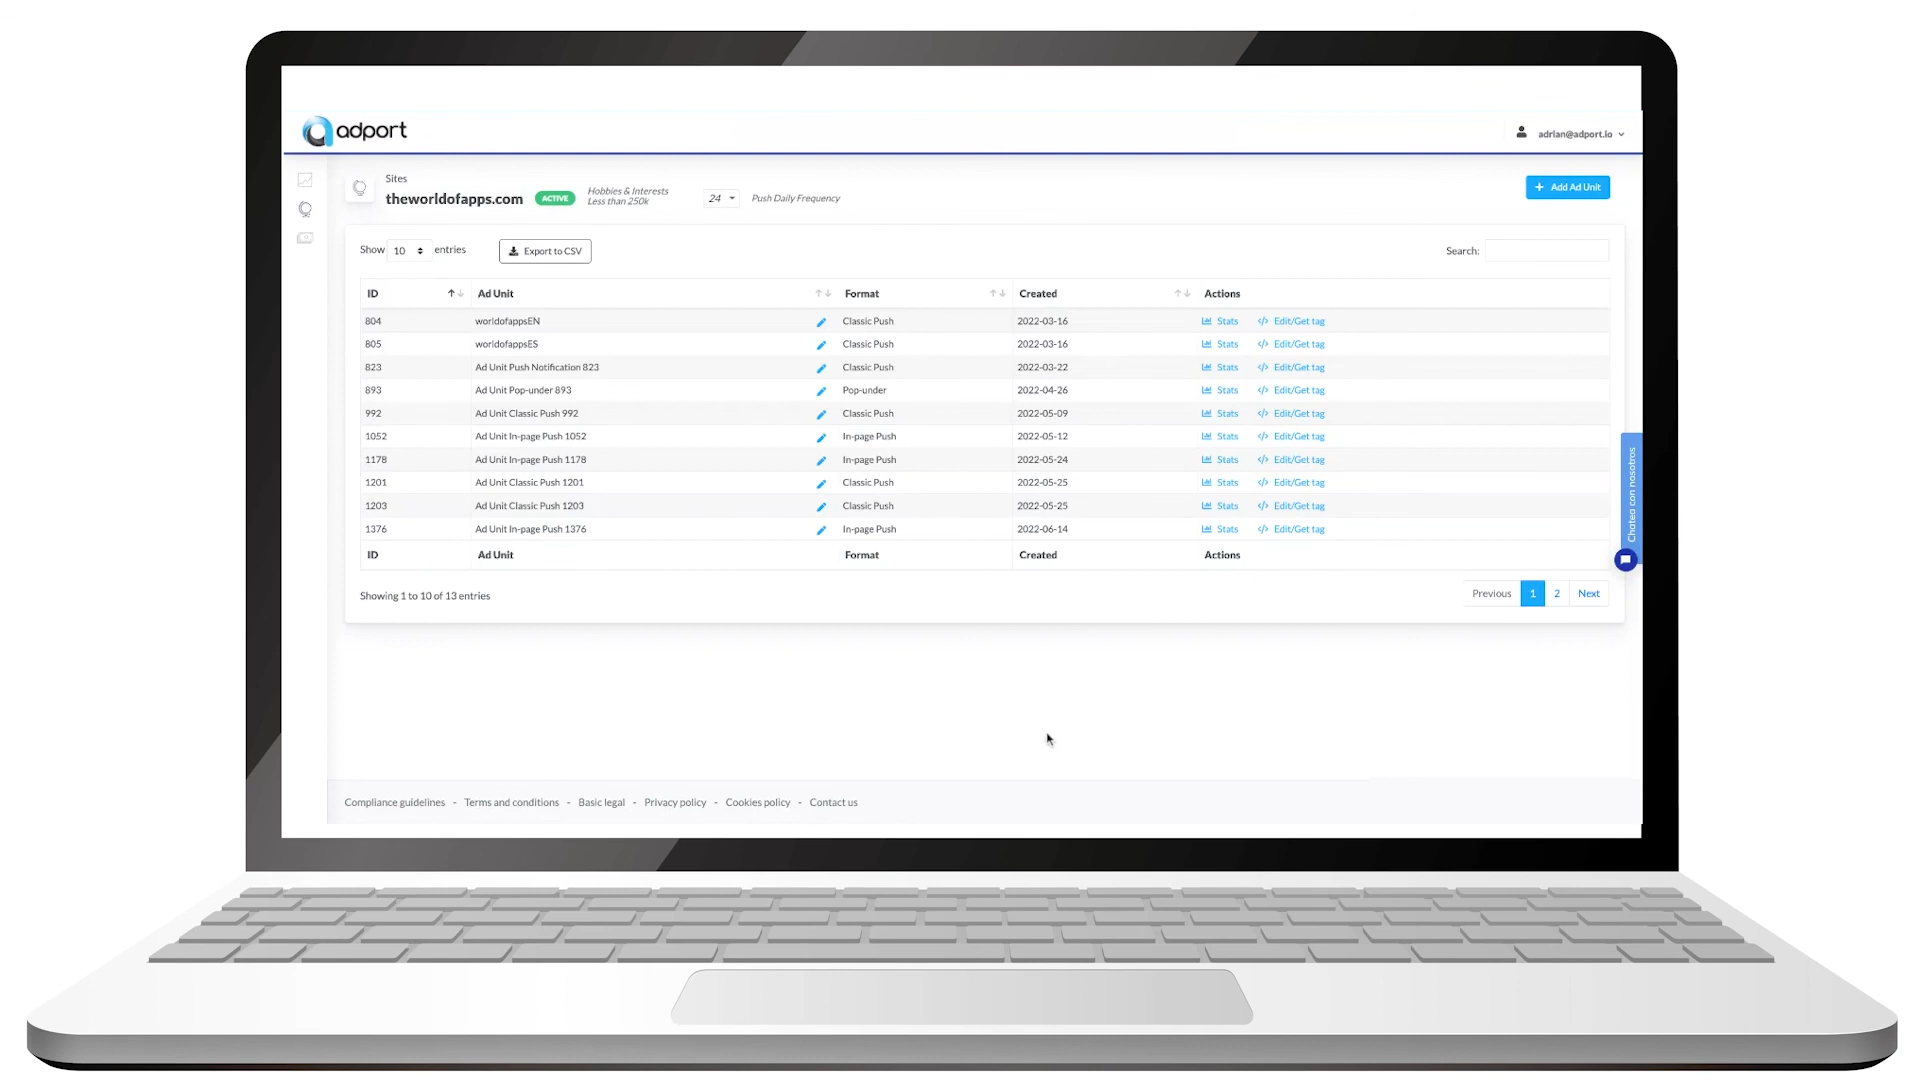 adport
adrian@adport.io
Sites
theworldofapps.com ACTIVE Hobbies & Interests
Less than 250k
24 Push Daily Frequency
+ Add Ad Unit
Show 10 entries Export to CSV Search:
ID Ad Unit Format Created Actions
804 worldofappsEN Classic Push 2022-03-16 Stats </> Edit/Get tag
805 worldofappsES Classic Push 2022-03-16 Stats </> Edit/Get tag
823 Ad Unit Push Notification 823 Classic Push 2022-03-22 Stats </> Edit/Get tag
893 Ad Unit Pop-under 893 Pop-under 2022-04-26 Stats </> Edit/Get tag
992 Ad Unit Classic Push 992 Classic Push 2022-05-09 Stats </> Edit/Get tag
1052 Ad Unit In-page Push 1052 In-page Push 2022-05-12 Stats </> Edit/Get tag
1178 Ad Unit In-page Push 1178 In-page Push 2022-05-24 Stats </> Edit/Get tag
1201 Ad Unit Classic Push 1201 Classic Push 2022-05-25 Stats </> Edit/Get tag
1203 Ad Unit Classic Push 1203 Classic Push 2022-05-25 Stats </> Edit/Get tag
1376 Ad Unit In-page Push 1376 In-page Push 2022-06-14 Stats </> Edit/Get tag
ID Ad Unit Format Created Actions
Showing 1 to 10 of 13 entries
Previous 1 2 Next
Chatea con nosotros
Compliance guidelines - Terms and conditions - Basic legal - Privacy policy - Cookies policy - Contact us